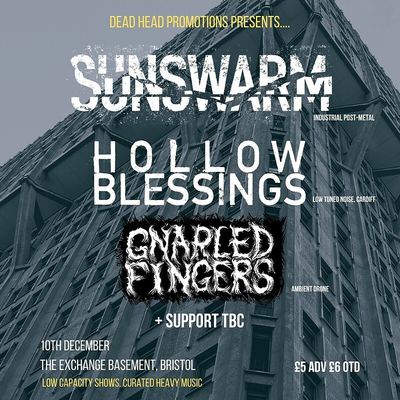 DEAD HEAD PROMOTIONS PRESENTS....
SUNSWARM
INDUSTRIAL POST-METAL
HOLLOW
BLESSINGS
LOW TUNED NOISE, CARDIFF
GNARLED
FINGERS
AMBIENT DRONE
+ SUPPORT TBC
10TH DECEMBER
THE EXCHANGE BASEMENT, BRISTOL
£5 ADV £6 OTD
LOW CAPACITY SHOWS. CURATED HEAVY MUSIC